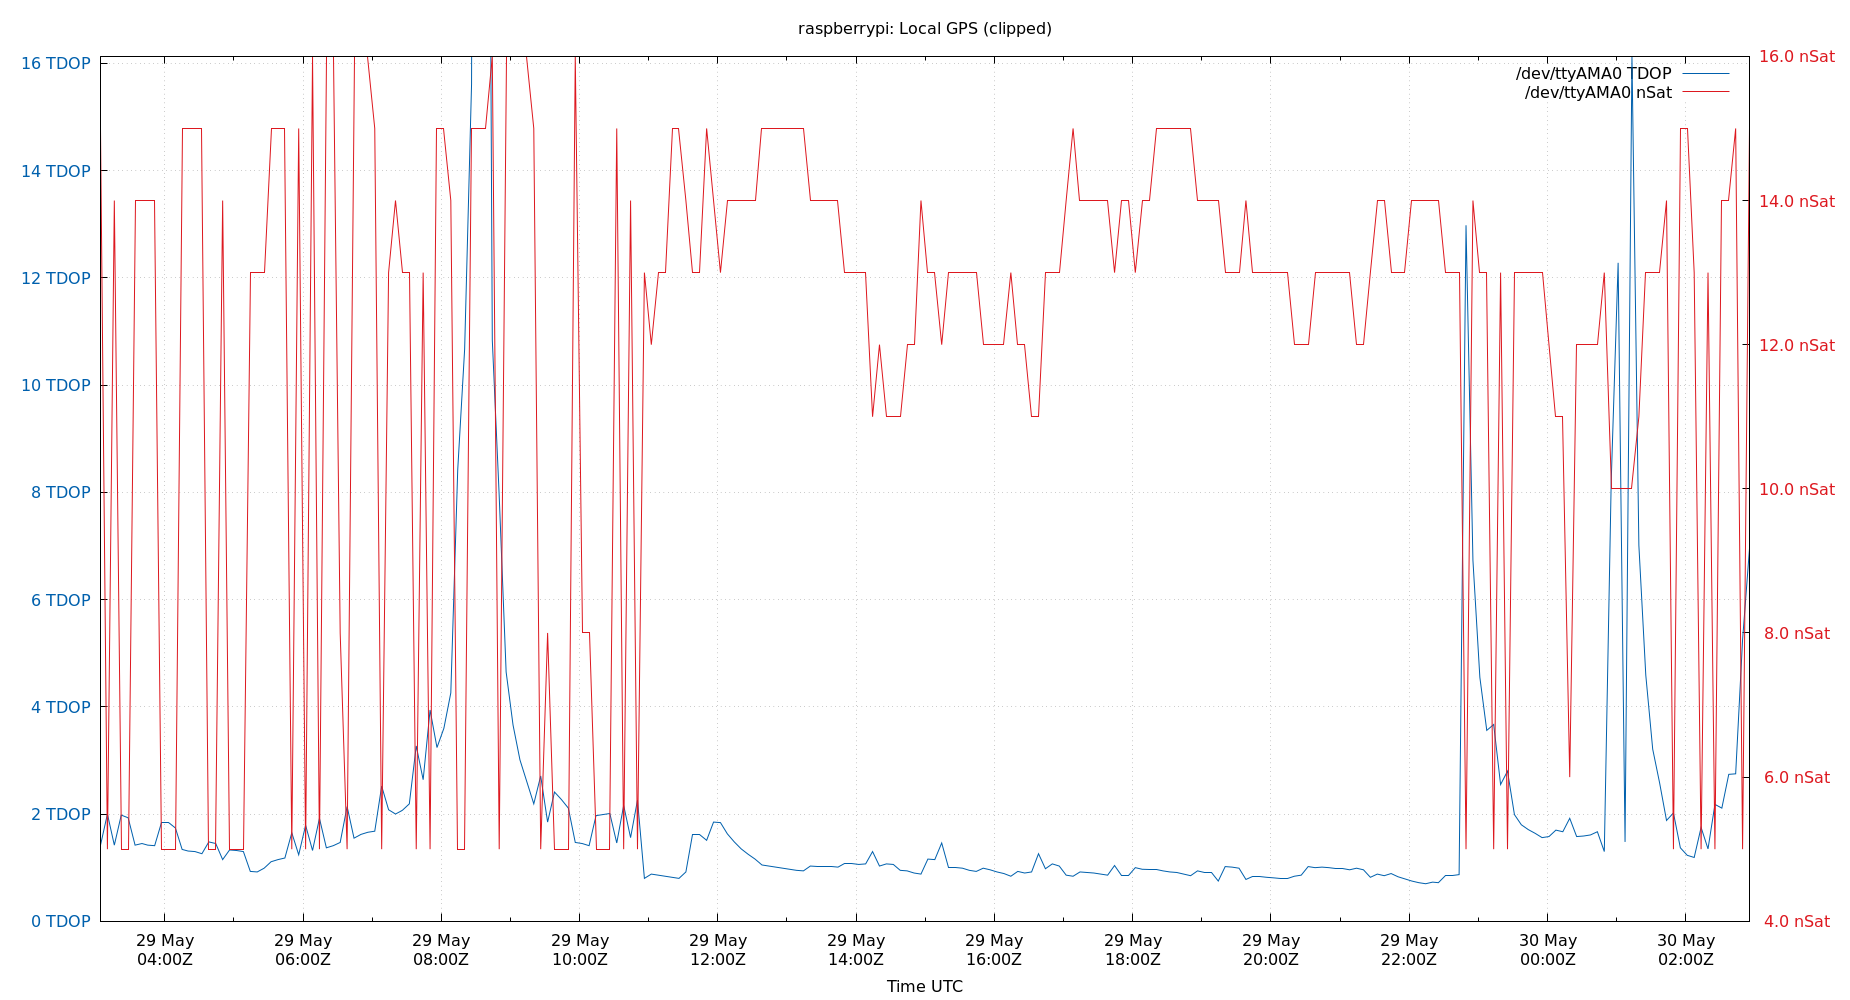 raspberrypi: Local GPS (clipped)
16 TDOP
14 TDOP
12 TDOP
10 TDOP
8 TDOP
6 TDOP
4 TDOP
2 TDOP
0 TDOP
/dev/ttyAMA0 TDOP
/dev/ttyAMA0 nSat
16.0 nSat
14.0 nSat
12.0 nSat
10.0 nSat
8.0 nSat
6.0 nSat
4.0 nSat
29 May
04:00Z
29 May
06:00Z
29 May
08:00Z
29 May
10:00Z
29 May
12:00Z
29 May
14:00Z
29 May
16:00Z
29 May
18:00Z
29 May
20:00Z
29 May
22:00Z
30 May
00:00Z
30 May
02:00Z
Time UTC